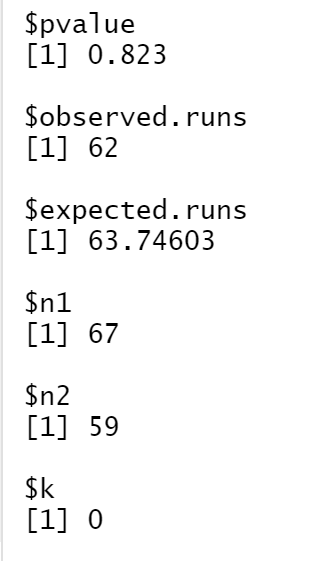 $pvalue
[1] 0.823
$observed.runs
[1] 62
$expected.runs
[1] 63.74603
$n1
[1] 67
$n2
[1] 59
$k
[1] 0